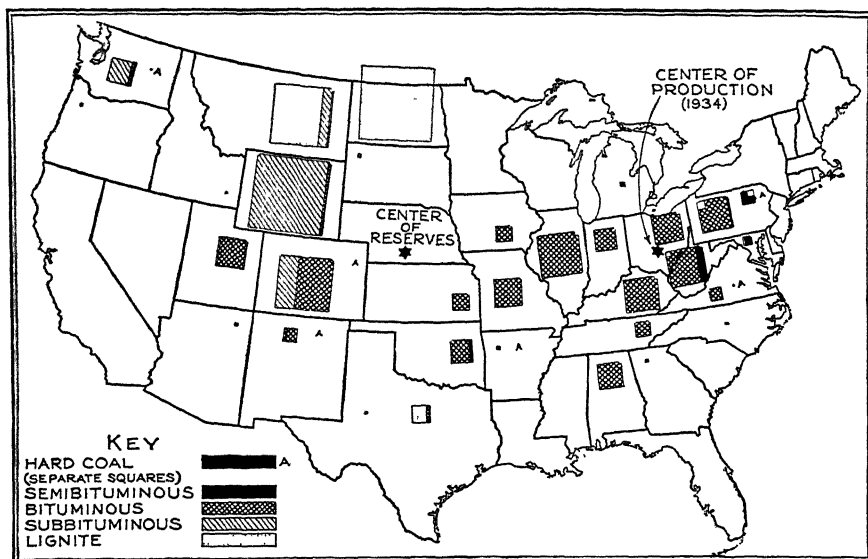 A
CENTER OF
PRODUCTION
(1934)
A
CENTER
OF
RESERVES
A
A
A
A
KEY
HARD COAL
A
(SEPARATE SQUARES)
SEMIBITUMINOUS
BITUMINOUS
SUBBITUMINOUS
LIGNITE